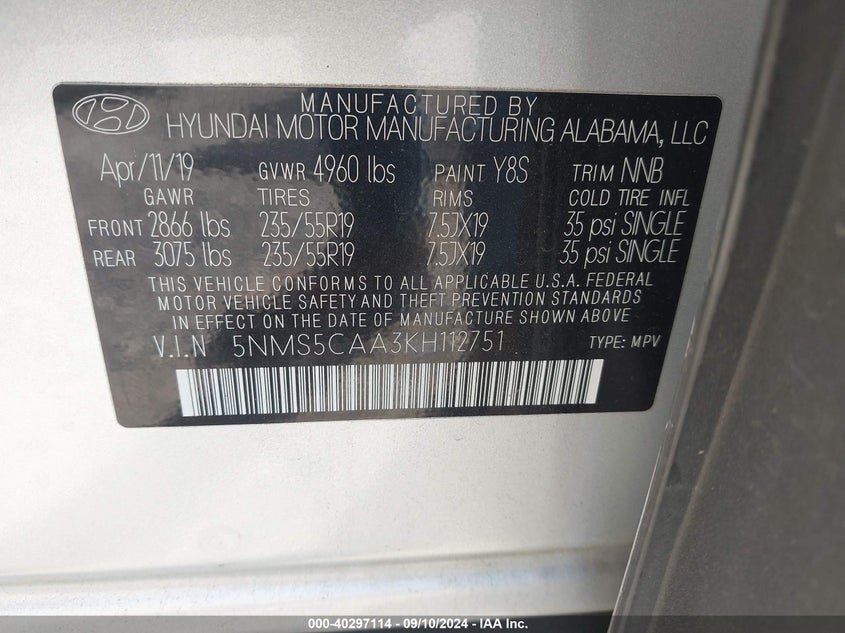 MANUFACTURED BY
HYUNDAI MOTOR MANUFACTURING ALABAMA, LLC
Apr/11/19 GVWR 4960 lbs PAINT Y8S TRIM NNB
GAWR TIRES RIMS COLD TIRE INFL
FRONT 2866 lbs 235/55R19 7.5JX19 35 psi SINGLE
REAR 3075 lbs 235/55R19 7.5JX19 35 psi SINGLE
THIS VEHICLE CONFORMS TO ALL APPLICABLE U.S.A. FEDERAL
MOTOR VEHICLE SAFETY AND THEFT PREVENTION STANDARDS
IN EFFECT ON THE DATE OF MANUFACTURE SHOWN ABOVE.
V.I.N 5NMS5CAA3KH112751 TYPE: MPV
000-40297114 - 09/10/2024 - IAA Inc.